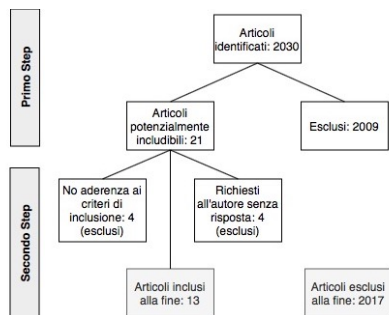 Primo Step
Articoli
identificati: 2030
Articoli
potenzialmente
includibili: 21
Esclusi: 2009
Secondo Step
No aderenza ai
criteri di
inclusione: 4
(esclusi)
Richiesti
all'autore senza
risposta: 4
(esclusi)
Articoli inclusi
alla fine: 13
Articoli esclusi
alla fine: 2017